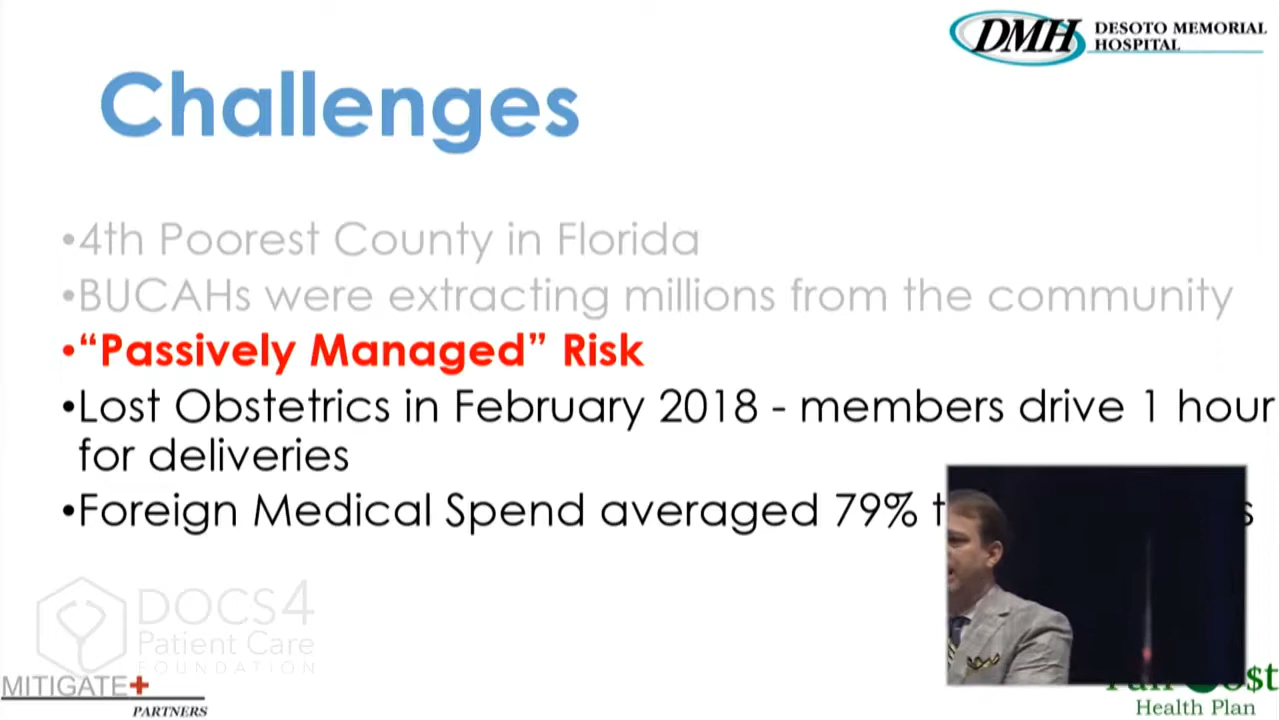 DMH DESOTO MEMORIAL
HOSPITAL
Challenges
•4th Poorest County in Florida
•BUCAHs were extracting millions from the community
•“Passively Managed” Risk
•Lost Obstetrics in February 2018 - members drive 1 hour
for deliveries
•Foreign Medical Spend averaged 79%
DOCS4
Patient Care
FOUNDATION
MITIGATE+
PARTNERS
Health Plan